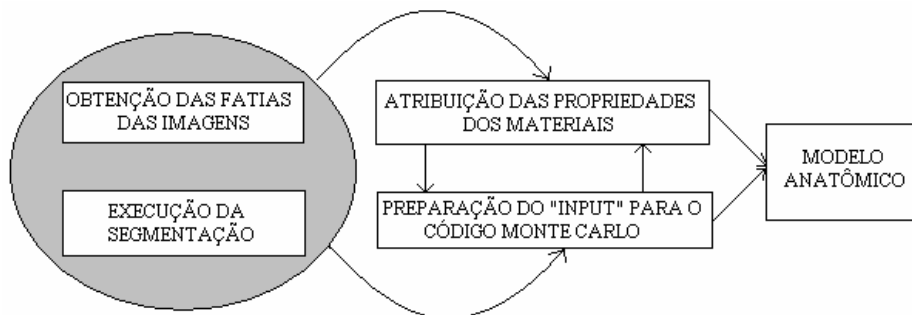 OBTENÇÃO DAS FATIAS
DAS IMAGENS
EXECUÇÃO DA
SEGMENTAÇÃO
ATRIBUIÇÃO DAS PROPRIEDADES
DOS MATERIAIS
PREPARAÇÃO DO "INPUT" PARA O
CÓDIGO MONTE CARLO
MODELO
ANATÔMICO